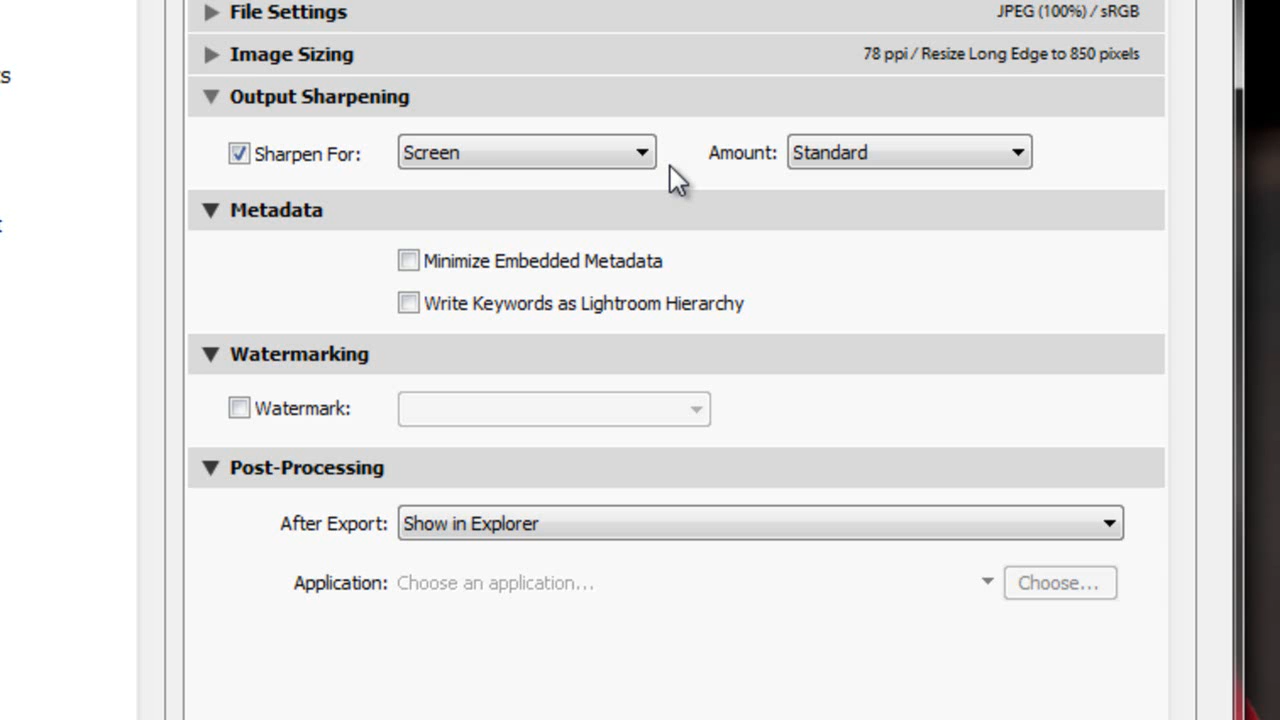 File Settings JPEG (100%) / sRGB
Image Sizing 78 ppi / Resize Long Edge to 850 pixels
Output Sharpening
Sharpen For: Screen Amount: Standard
Metadata
Minimize Embedded Metadata
Write Keywords as Lightroom Hierarchy
Watermarking
Watermark:
Post-Processing
After Export: Show in Explorer
Application: Choose an application... Choose...